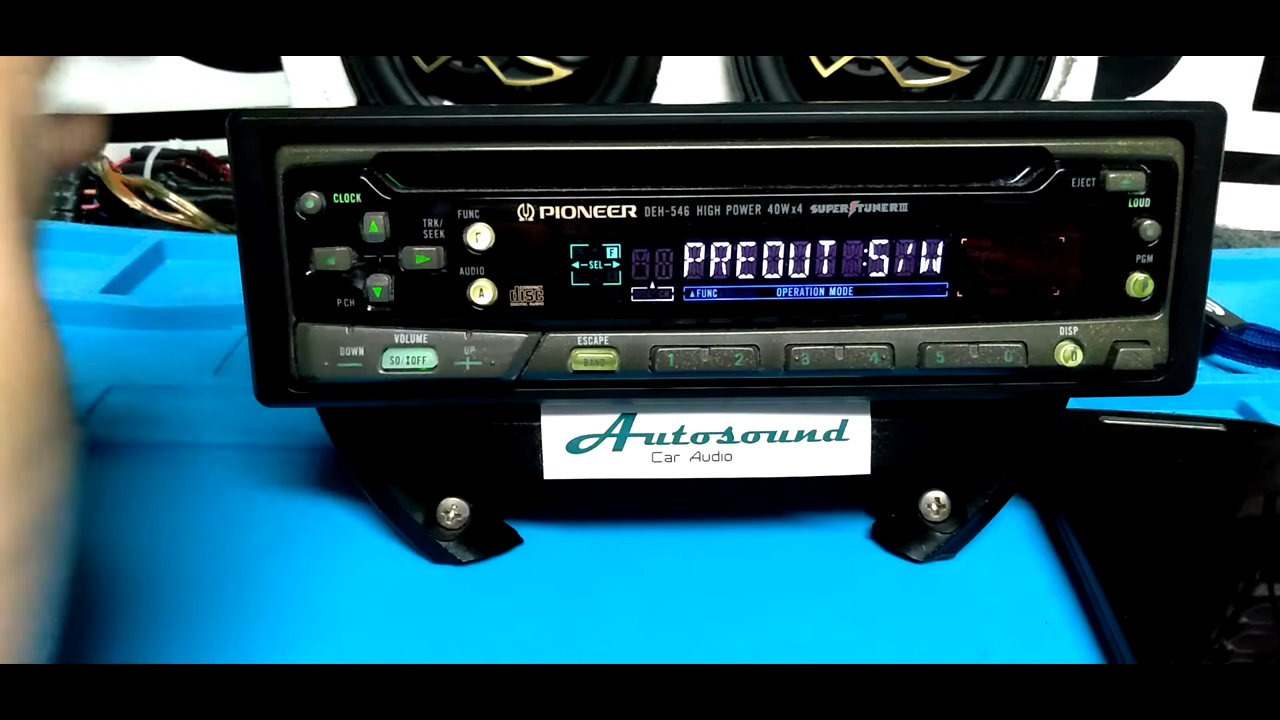 CLOCK
TRK/
SEEK
P CH
FUNC
F
AUDIO
A
COMPACT
disc
DIGITAL AUDIO
PIONEER DEH-546 HIGH POWER 40Wx4 SUPER TUNER III
F
SEL
PREOUT :S/W
FUNC OPERATION MODE
EJECT
LOUD
PGM
P
VOLUME
DOWN
SO/OFF
UP
ESCAPE
BAND
1 2 3 4 5 6
DISP
D
Autosound
Car Audio